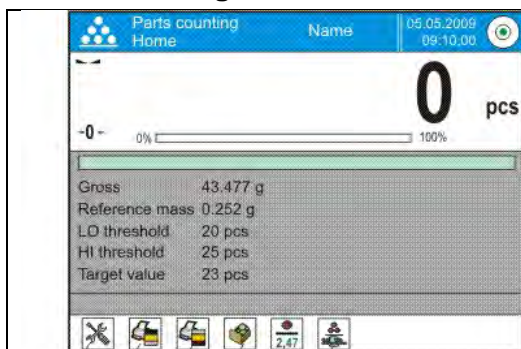 Parts counting
Home
Name
05.05.2009
09:10,00
0 pcs
-0- 0% 100%
Gross 43.477 g
Reference mass 0.252 g
LO threshold 20 pcs
HI threshold 25 pcs
Target value 23 pcs
2,47